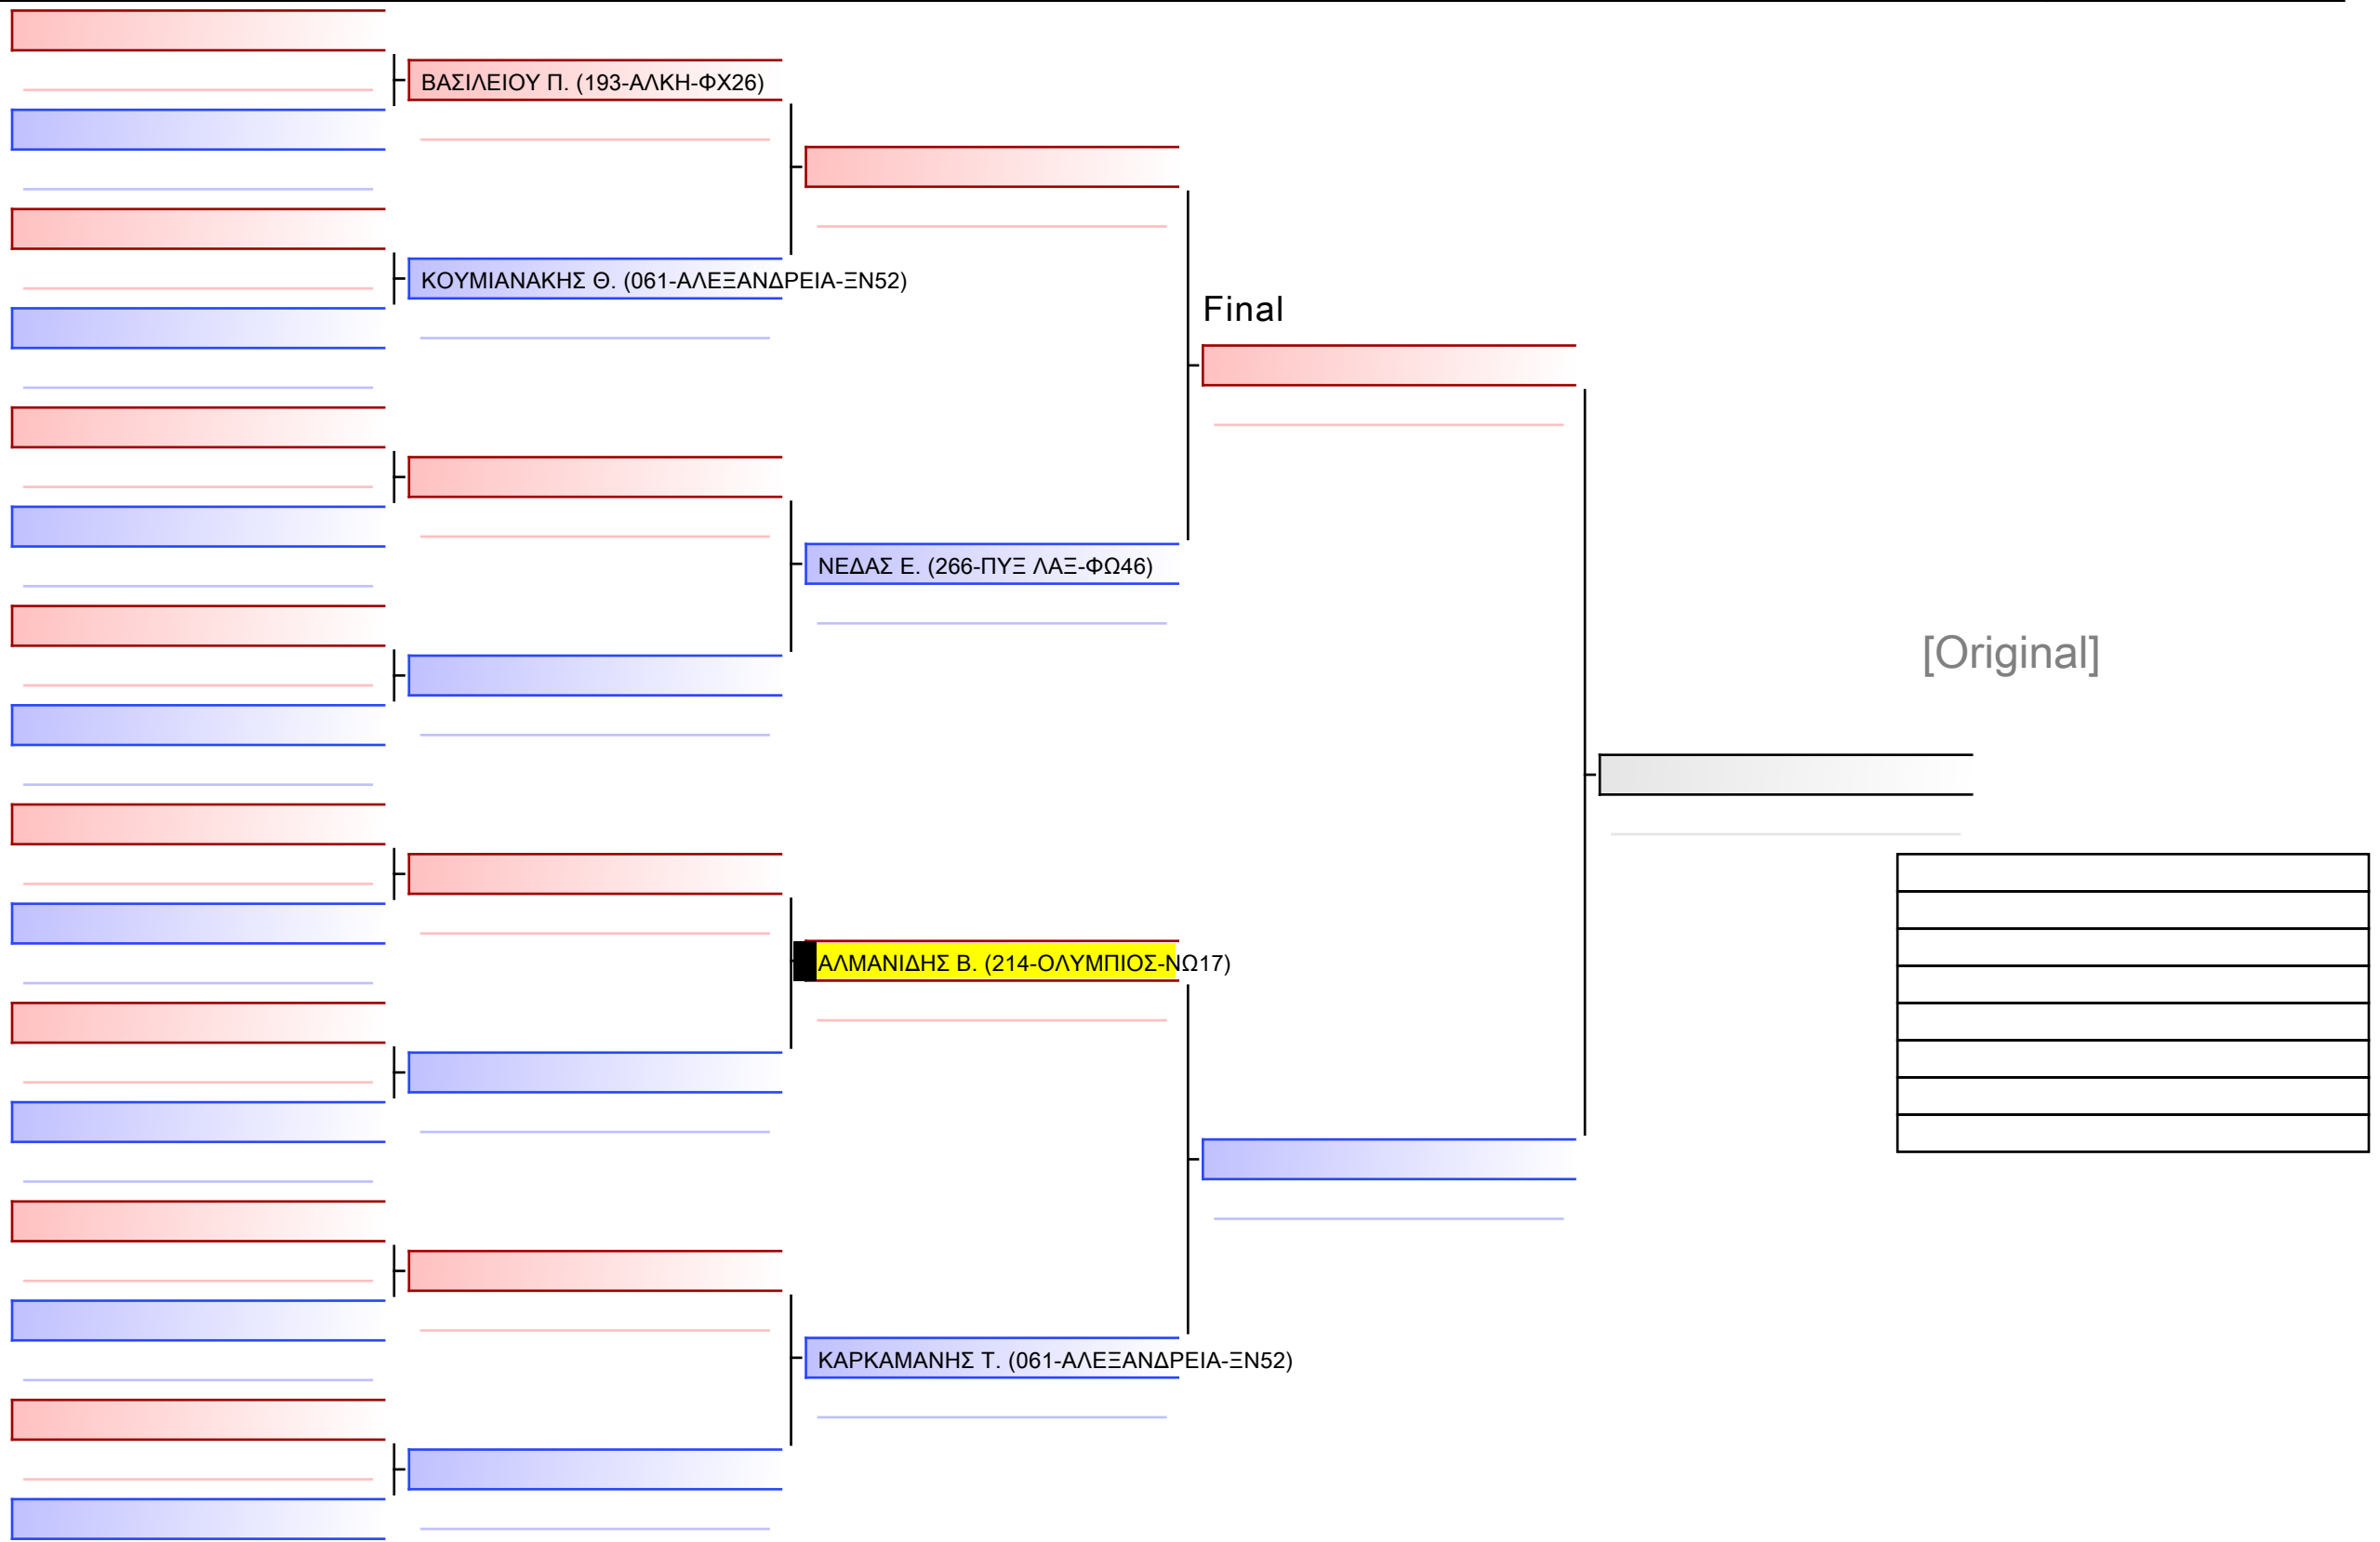 ΒΑΣΙΛΕΙΟΥ Π. (193-ΑΛΚΗ-ΦΧ26)
ΚΟΥΜΙΑΝΑΚΗΣ Θ. (061-ΑΛΕΞΑΝΔΡΕΙΑ-ΞΝ52)
Final
ΝΕΔΑΣ Ε. (266-ΠΥΞ ΛΑΞ-ΦΩ46)
[Original]
ΑΛΜΑΝΙΔΗΣ Β. (214-ΟΛΥΜΠΙΟΣ-ΝΩ17)
ΚΑΡΚΑΜΑΝΗΣ Τ. (061-ΑΛΕΞΑΝΔΡΕΙΑ-ΞΝ52)